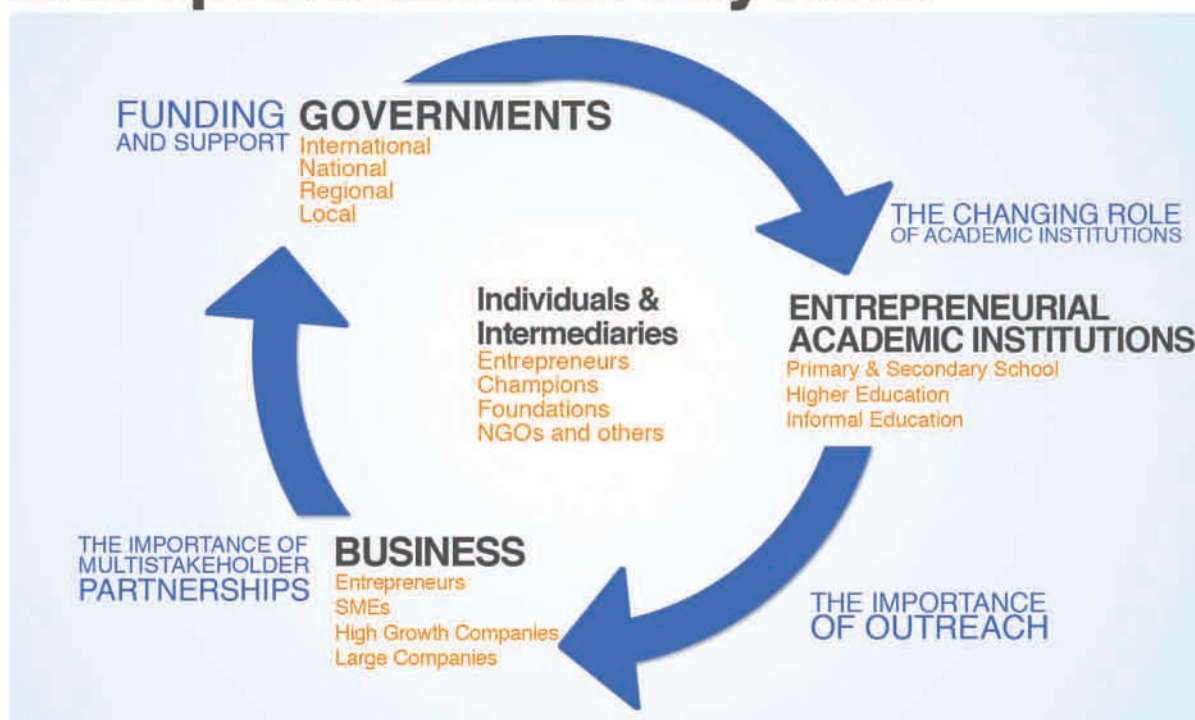 FUNDING
AND SUPPORT
GOVERNMENTS
International
National
Regional
Local
THE CHANGING ROLE
OF ACADEMIC INSTITUTIONS
Individuals &
Intermediaries
Entrepreneurs
Champions
Foundations
NGOs and others
ENTREPRENEURIAL
ACADEMIC INSTITUTIONS
Primary & Secondary School
Higher Education
Informal Education
THE IMPORTANCE OF
MULTISTAKEHOLDER
PARTNERSHIPS
BUSINESS
Entrepreneurs
SMEs
High Growth Companies
Large Companies
THE IMPORTANCE
OF OUTREACH